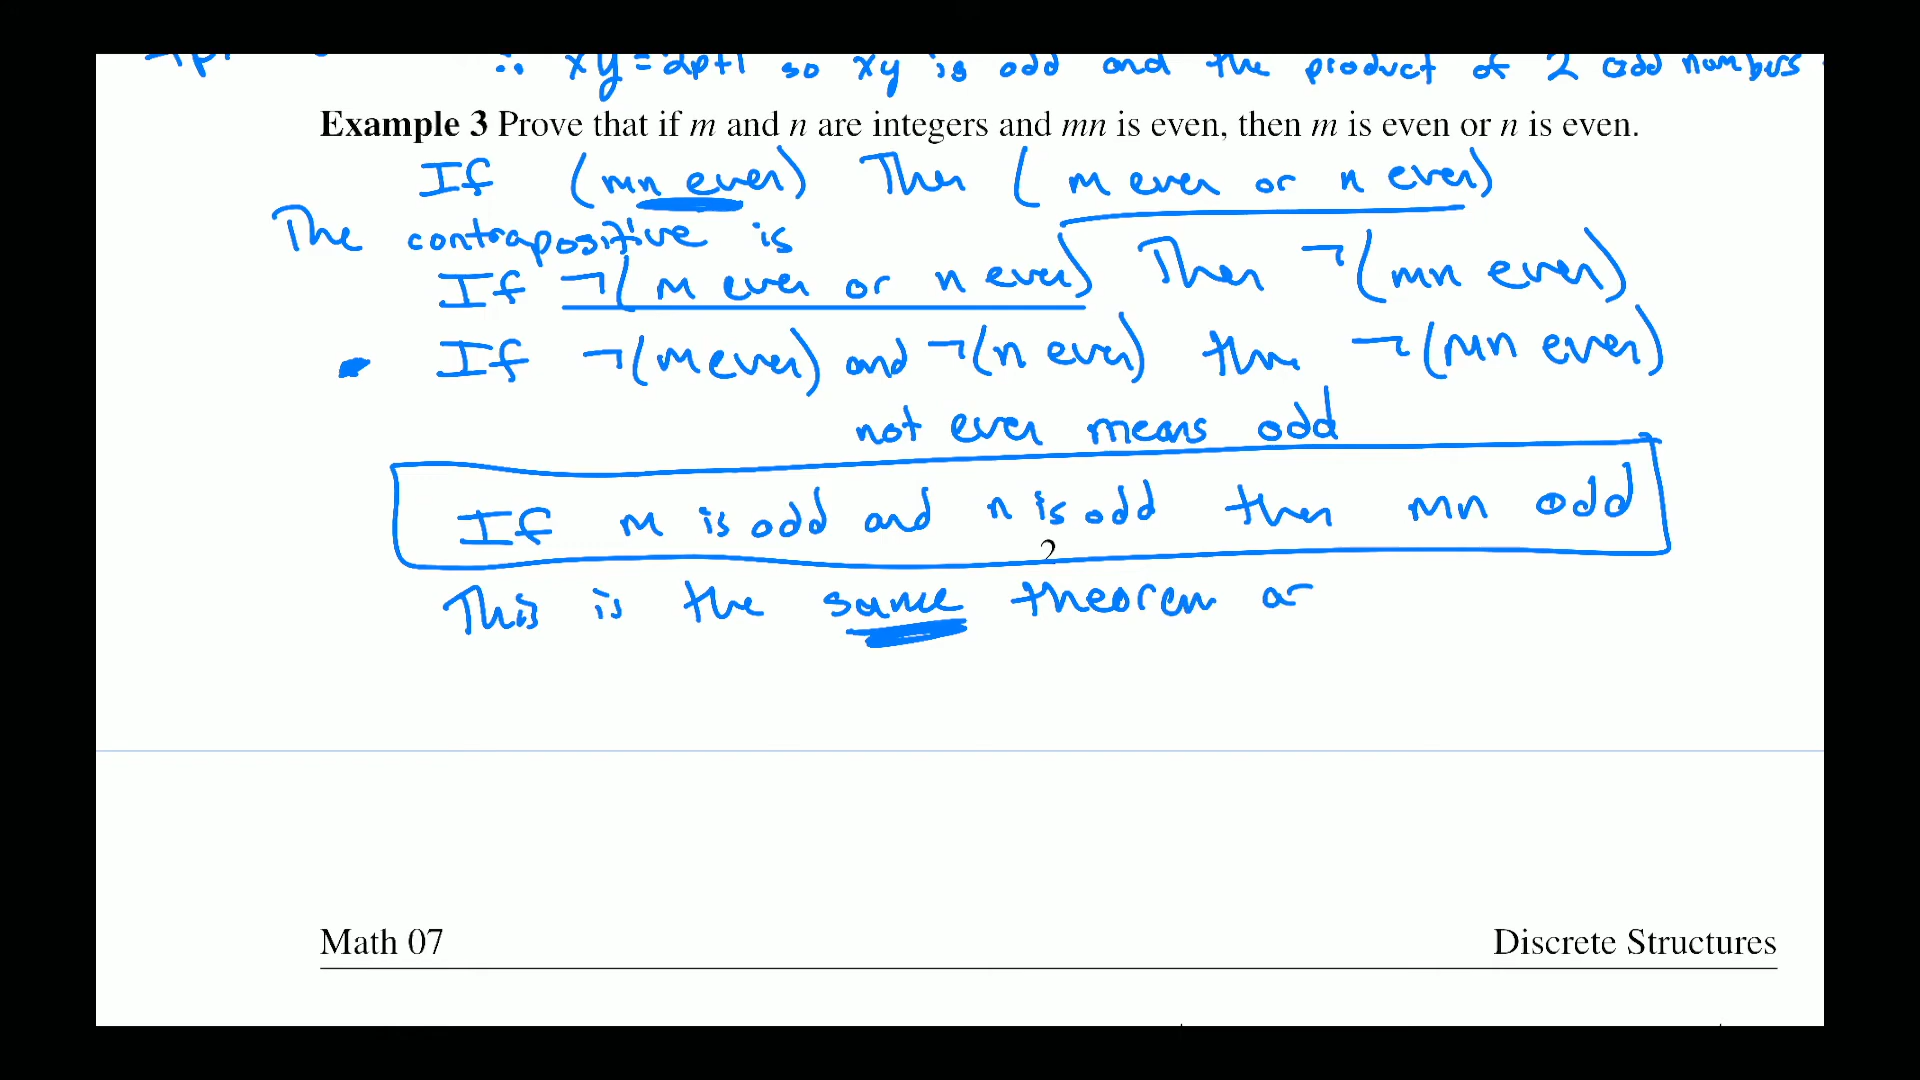 ∴ xy = 2p+1 so xy is odd and the product of 2 odd numbers
Example 3 Prove that if m and n are integers and mn is even, then m is even or n is even.
If (mn even) Then (m even or n even)
The contrapositive is
If ¬(m even or n even) Then ¬(mn even)
If ¬(m even) and ¬(n even) then ¬(mn even)
not even means odd
If m is odd and n is odd then mn odd
2
This is the same theorem as
Math 07 Discrete Structures